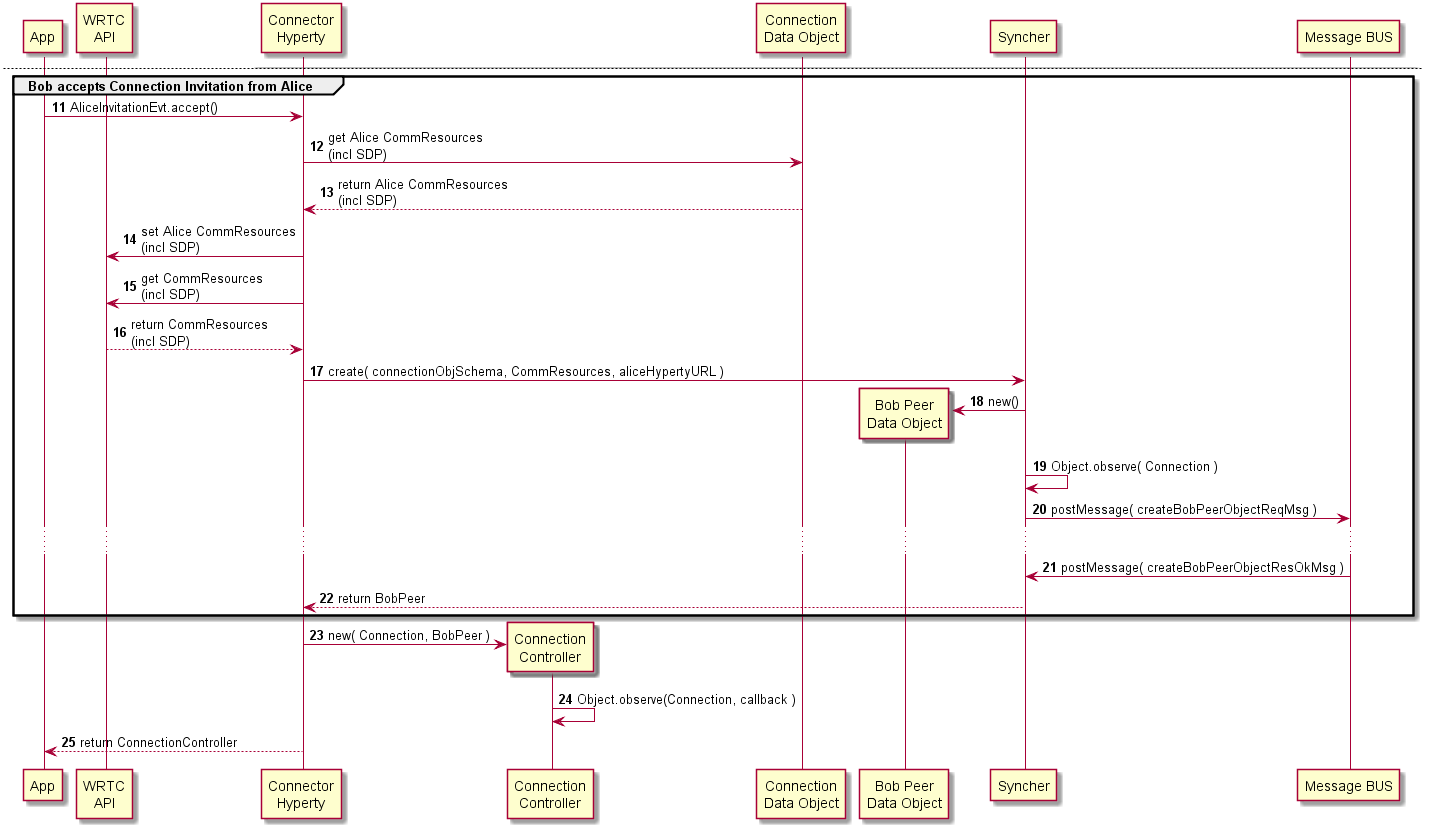 App
WRTC
API
Connector
Hyperty
Connection
Data Object
Syncher
Message BUS
Bob accepts Connection Invitation from Alice
11 AliceInvitationEvt.accept()
12 get Alice CommResources
(incl SDP)
13 return Alice CommResources
(incl SDP)
14 set Alice CommResources
(incl SDP)
15 get CommResources
(incl SDP)
16 return CommResources
(incl SDP)
17 create( connectionObjSchema, CommResources, aliceHypertyURL )
Bob Peer
Data Object
18 new()
19 Object.observe( Connection )
20 postMessage( createBobPeerObjectReqMsg )
21 postMessage( createBobPeerObjectResOkMsg )
22 return BobPeer
23 new( Connection, BobPeer )
Connection
Controller
24 Object.observe(Connection, callback )
25 return ConnectionController
App
WRTC
API
Connector
Hyperty
Connection
Controller
Connection
Data Object
Bob Peer
Data Object
Syncher
Message BUS